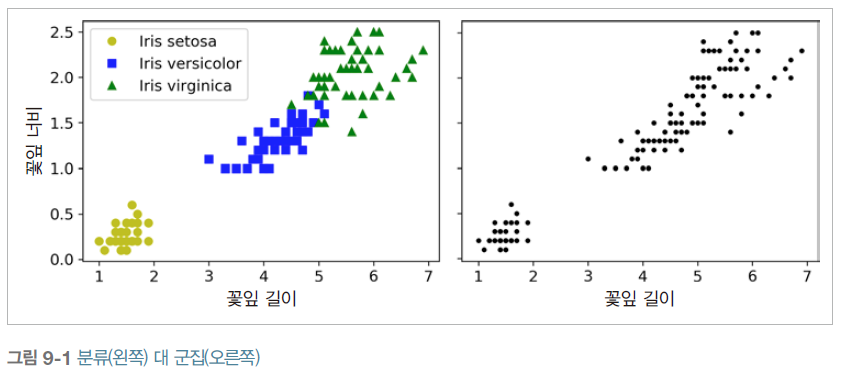 2.5
2.0
1.5
1.0
0.5
0.0
꽃잎 너비
Iris setosa
Iris versicolor
Iris virginica
1 2 3 4 5 6 7
꽃잎 길이
1 2 3 4 5 6 7
꽃잎 길이
그림 9-1 분류(왼쪽) 대 군집(오른쪽)